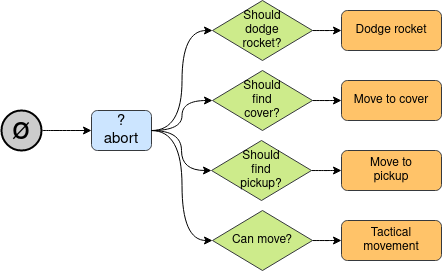 Ø
?
abort
Should
dodge
rocket?
Dodge rocket
Should
find
cover?
Move to cover
Should
find
pickup?
Move to
pickup
Can move?
Tactical
movement